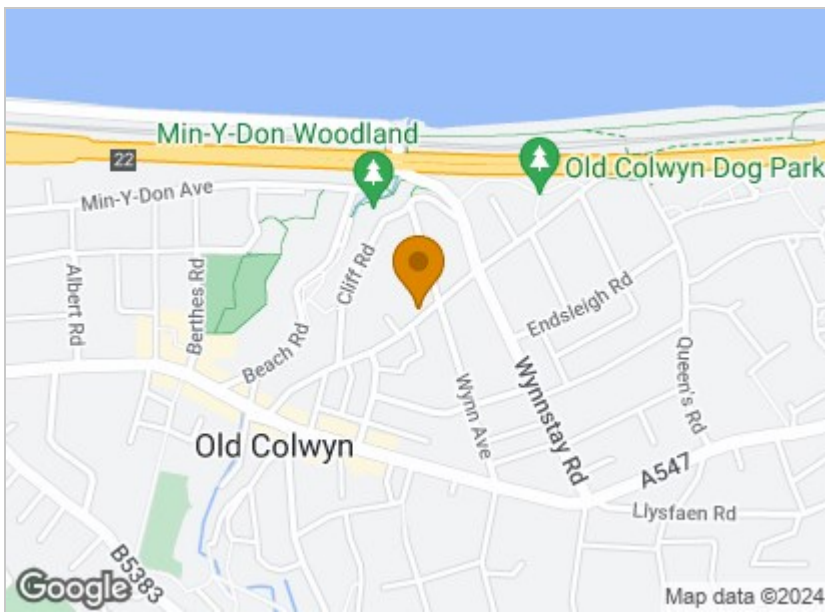 Min-Y-Don Woodland
22
Old Colwyn Dog Park
Min-Y-Don Ave
Albert Rd
Berthes Rd
Cliff Rd
Beach Rd
Endsleigh Rd
Wynn Ave
Wynnstay Rd
Queen's Rd
Old Colwyn
A547
Llysfaen Rd
B5383
Google
Map data ©2024